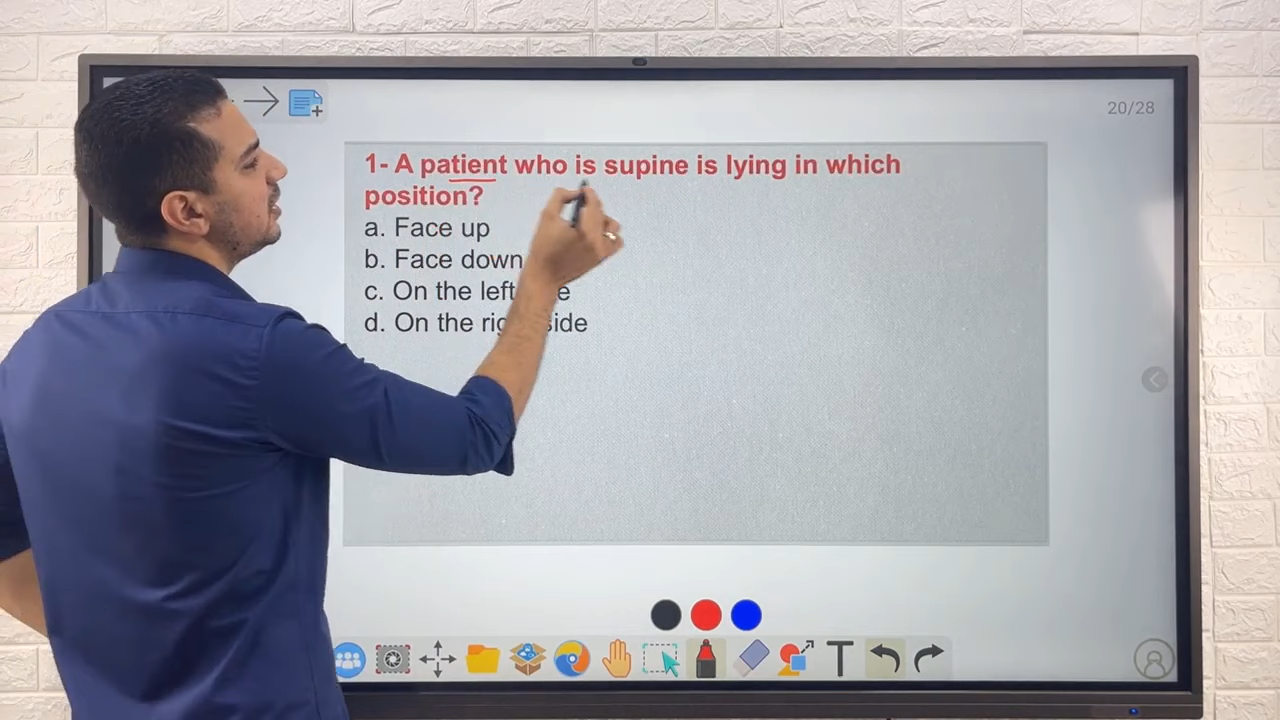 20/28
1- A patient who is supine is lying in which
position?
a. Face up
b. Face down
c. On the left
d. On the side
T